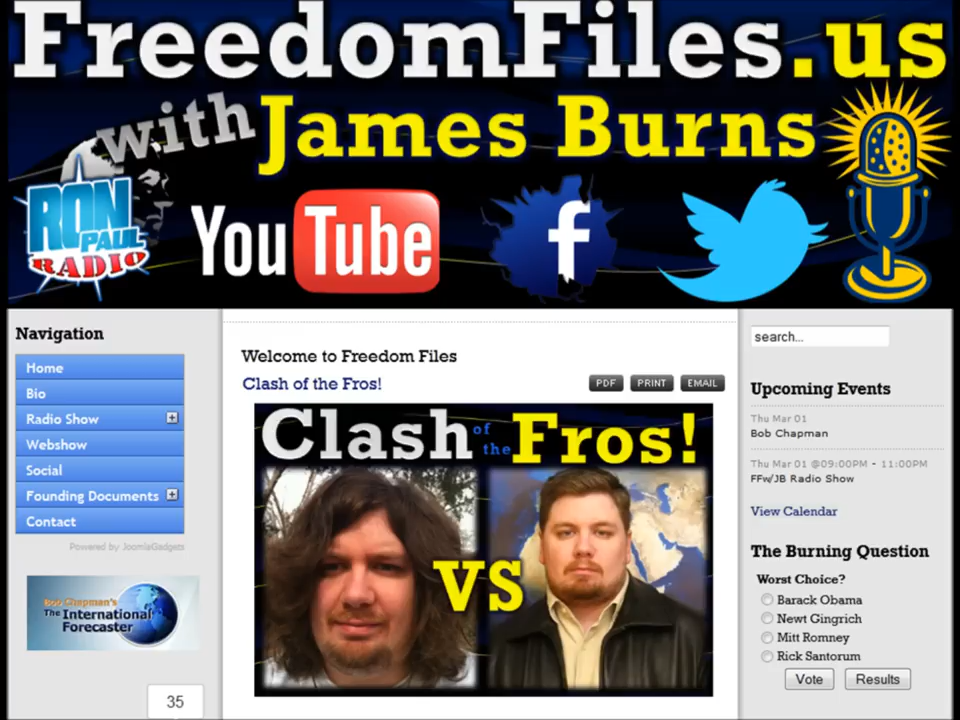 FreedomFiles.us
with James Burns
RON
PAUL
RADIO
YouTube
f
Navigation
Home
Bio
Radio Show
Webshow
Social
Founding Documents
Contact
Powered by JoomlaGadgets
Bob Chapman's
The International
Forecaster
35
Welcome to Freedom Files
Clash of the Fros!
PDF PRINT EMAIL
Clash of the Fros!
VS
search...
Upcoming Events
Thu Mar 01
Bob Chapman
Thu Mar 01 @09:00PM - 11:00PM
FFw/JB Radio Show
View Calendar
The Burning Question
Worst Choice?
Barack Obama
Newt Gingrich
Mitt Romney
Rick Santorum
Vote Results